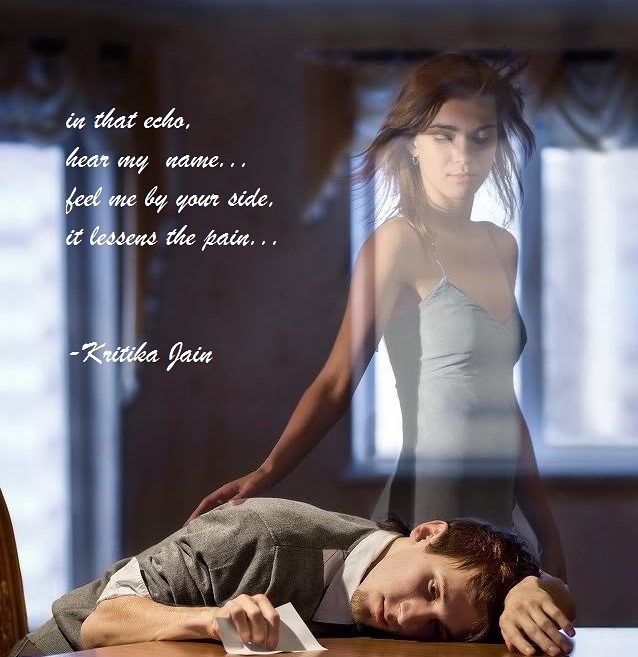 in that echo,
hear my name...
feel me by your side,
it lessens the pain...
-Kritika Jain